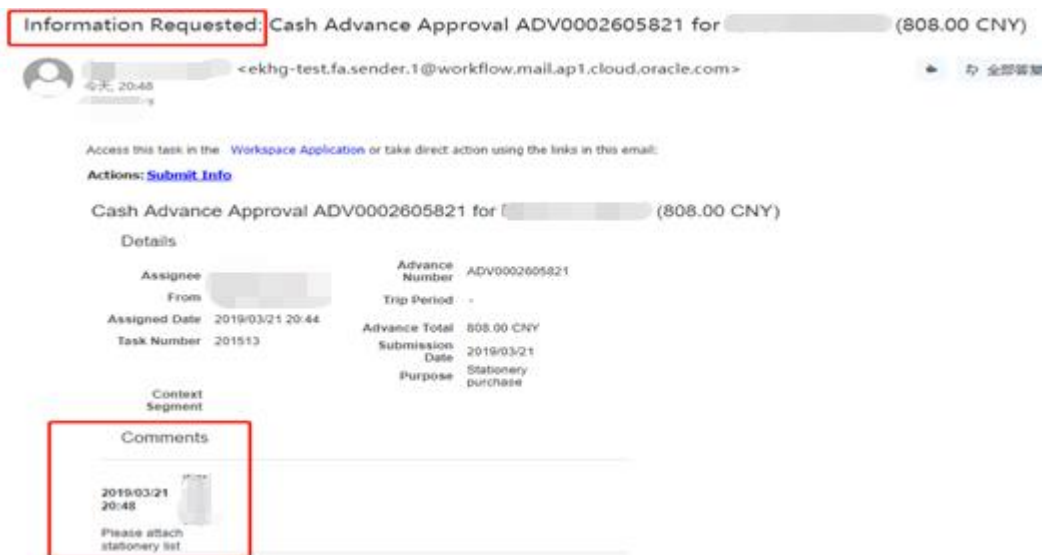 Information Requested: Cash Advance Approval ADV0002605821 for (808.00 CNY)
<ekhg-test.fa.sender.1@workflow.mail.ap1.cloud.oracle.com>
全部答复
今天, 20:48
Access this task in the Workspace Application or take direct action using the links in this email:
Actions: Submit Info
Cash Advance Approval ADV0002605821 for (808.00 CNY)
Details
Assignee
From
Assigned Date 2019/03/21 20:44
Task Number 201513
Context
Segment
Advance
Number ADV0002605821
Trip Period -
Advance Total 808.00 CNY
Submission
Date 2019/03/21
Purpose Stationery
purchase
Comments
2019/03/21
20:48
Please attach
stationery list